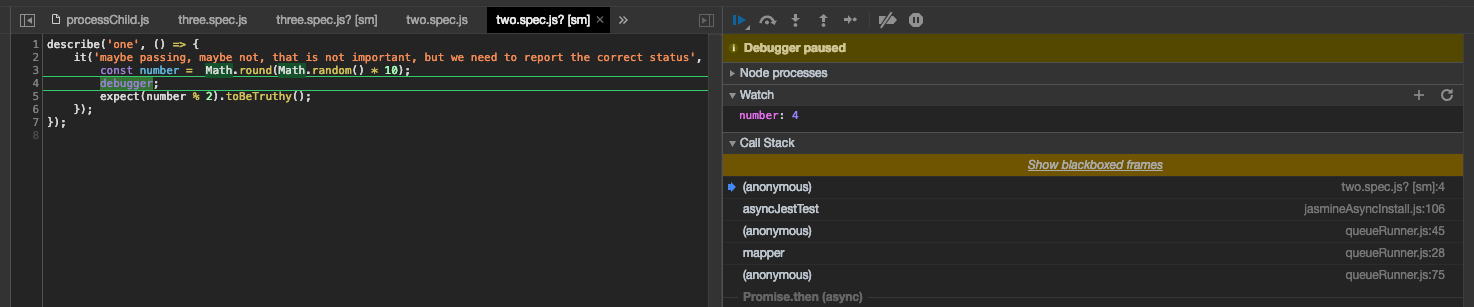 processChild.js three.spec.js three.spec.js? [sm] two.spec.js two.spec.js? [sm] × »
1 describe('one', () => {
2 it('maybe passing, maybe not, that is not important, but we need to report the correct status',
3 const number = Math.round(Math.random() * 10);
4 debugger;
5 expect(number % 2).toBeTruthy();
6 });
7 });
8
Debugger paused
Node processes
Watch
number: 4
Call Stack
Show blackboxed frames
(anonymous) two.spec.js? [sm]:4
asyncJestTest jasmineAsyncInstall.js:106
(anonymous) queueRunner.js:45
mapper queueRunner.js:28
(anonymous) queueRunner.js:75
Promise.then (async)